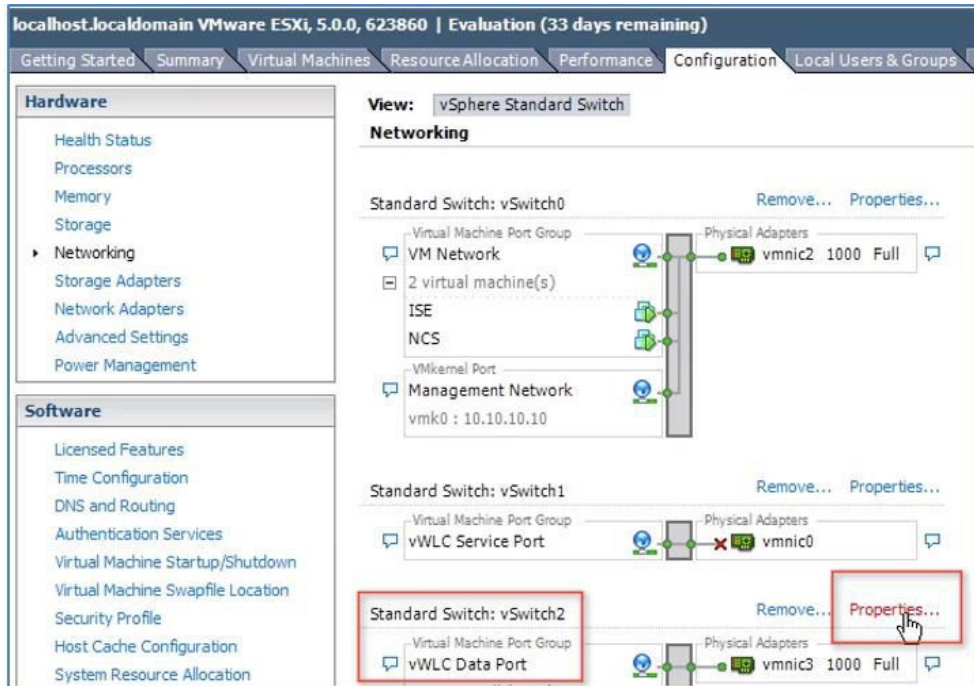 localhost.localdomain VMware ESXi, 5.0.0, 623860 | Evaluation (33 days remaining)
Getting Started Summary Virtual Machines Resource Allocation Performance Configuration Local Users & Groups
Hardware
Health Status
Processors
Memory
Storage
Networking
Storage Adapters
Network Adapters
Advanced Settings
Power Management
Software
Licensed Features
Time Configuration
DNS and Routing
Authentication Services
Virtual Machine Startup/Shutdown
Virtual Machine Swapfile Location
Security Profile
Host Cache Configuration
System Resource Allocation
View: vSphere Standard Switch
Networking
Standard Switch: vSwitch0 Remove... Properties...
Virtual Machine Port Group Physical Adapters
VM Network vmnic2 1000 Full
2 virtual machine(s)
ISE
NCS
VMkernel Port
Management Network
vmk0 : 10.10.10.10
Standard Switch: vSwitch1 Remove... Properties...
Virtual Machine Port Group Physical Adapters
vWLC Service Port vmnic0
Standard Switch: vSwitch2 Remove... Properties...
Virtual Machine Port Group Physical Adapters
vWLC Data Port vmnic3 1000 Full